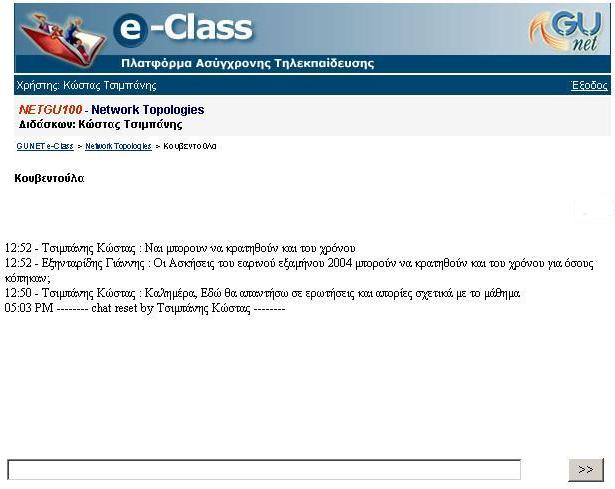 e-Class
GU
net
Πλατφόρμα Ασύγχρονης Τηλεκπαίδευσης
Χρήστης: Κώστας Τσιμπάνης Έξοδος
NETGU100 - Network Topologies
Διδάσκων: Κώστας Τσιμπάνης
GUNET e-Class > Network Topologies > Κουβεντούλα
Κουβεντούλα
12:52 - Τσιμπάνης Κώστας : Ναι μπορουν να κρατηθούν και του χρόνου
12:52 - Εξηνταρίδης Γιάννης : Οι Ασκήσεις του εαρινού εξαμήνου 2004 μπορούν να κρατηθούν και του χρόνου για όσους
κόπηκαν;
12:50 - Τσιμπάνης Κώστας : Καλημέρα, Εδώ θα απαντήσω σε ερωτήσεις και απορίες σχετικά με το μάθημα
05:03 PM -------- chat reset by Τσιμπάνης Κώστας --------
>>